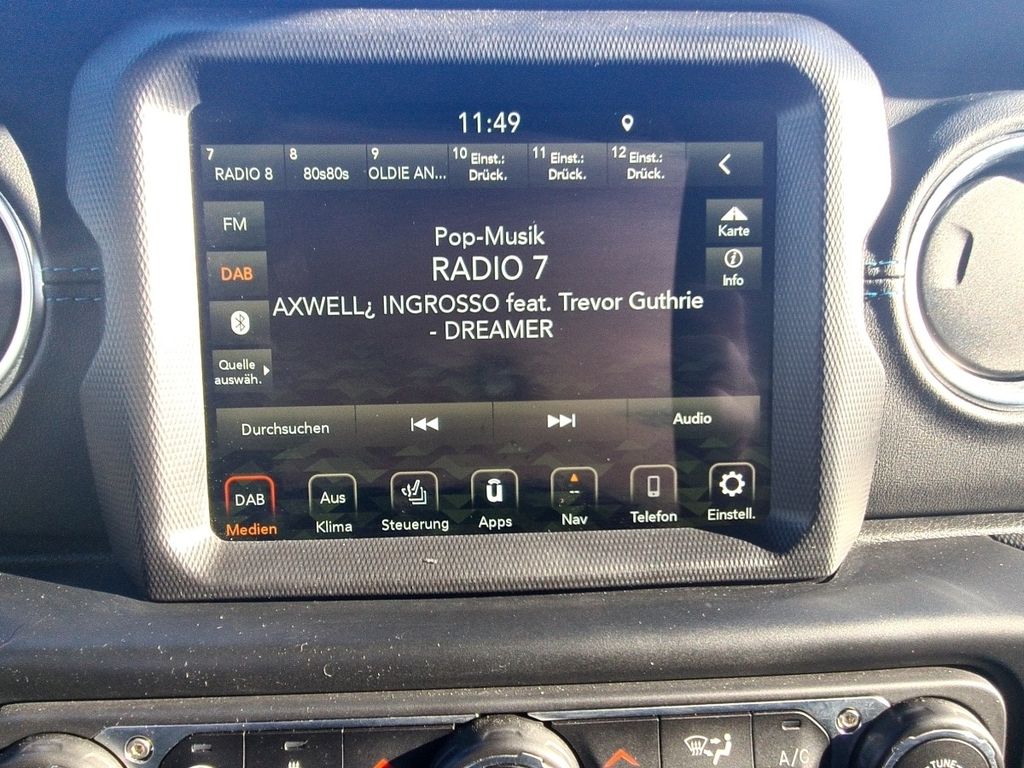 11:49
7 RADIO 8
8 80s80s
9 OLDIE AN...
10 Einst.:
Drück.
11 Einst.:
Drück.
12 Einst.:
Drück.
FM
DAB
Quelle
auswäh.
Karte
Info
Pop-Musik
RADIO 7
AXWELL¿ INGROSSO feat. Trevor Guthrie
- DREAMER
Durchsuchen
Audio
DAB
Medien
Aus
Klima
Steuerung
û
Apps
Nav
Telefon
Einstell.
A/C
TUNE